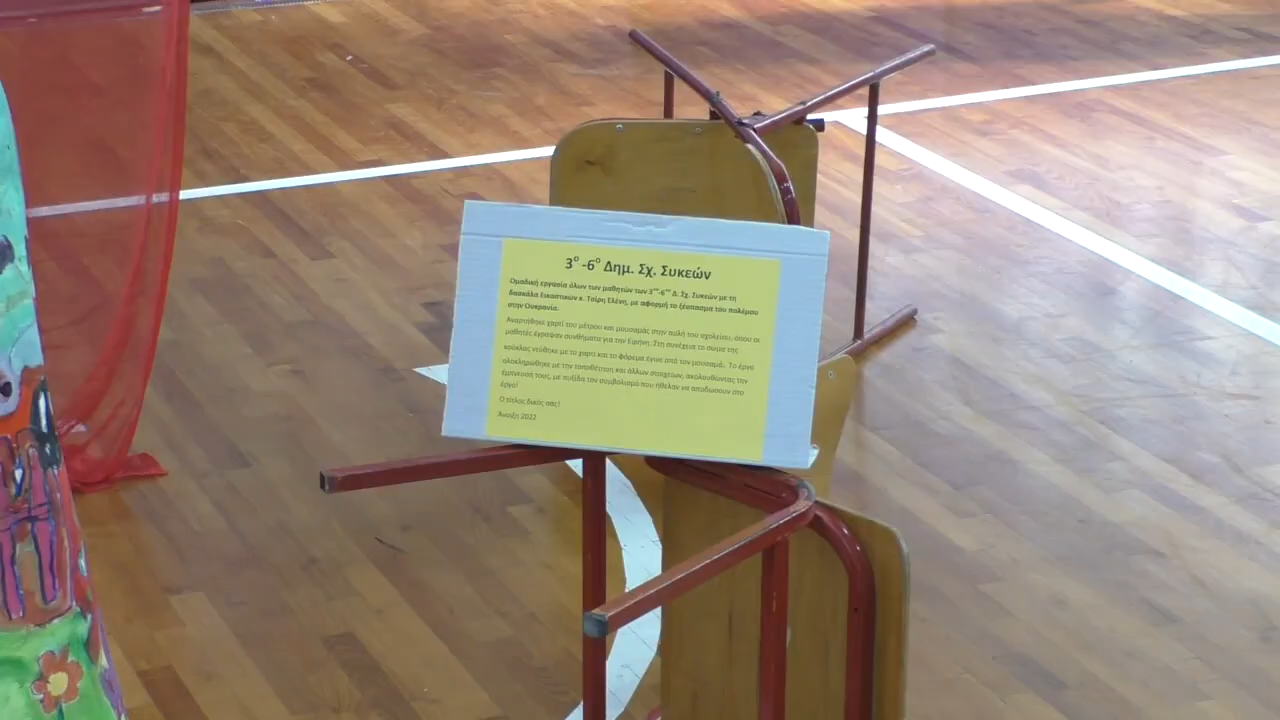 3ο -6ο Δημ. Σχ. Συκεών
Ομαδική εργασία όλων των μαθητών των 3ου-6ου Δ. Σχ. Συκεών με τη
δασκάλα Εικαστικών κ. Τσίρη Ελένη, με αφορμή το ξέσπασμα του πολέμου
στην Ουκρανία.
Αναρτήθηκε χαρτί του μέτρου και μουσαμάς στην αυλή του σχολείου, όπου οι
μαθητές έγραψαν συνθήματα για την Ειρήνη. Στη συνέχεια το σώμα της
κούκλας ντύθηκε με το χαρτί και το φόρεμα έγινε από τον μουσαμά. Το έργο
ολοκληρώθηκε με την τοποθέτηση και άλλων στοιχείων, ακολουθώντας την
έμπνευσή τους, με πυξίδα τον συμβολισμό που ήθελαν να αποδώσουν στο
έργο!
Ο τίτλος δικός σας!
Άνοιξη 2022